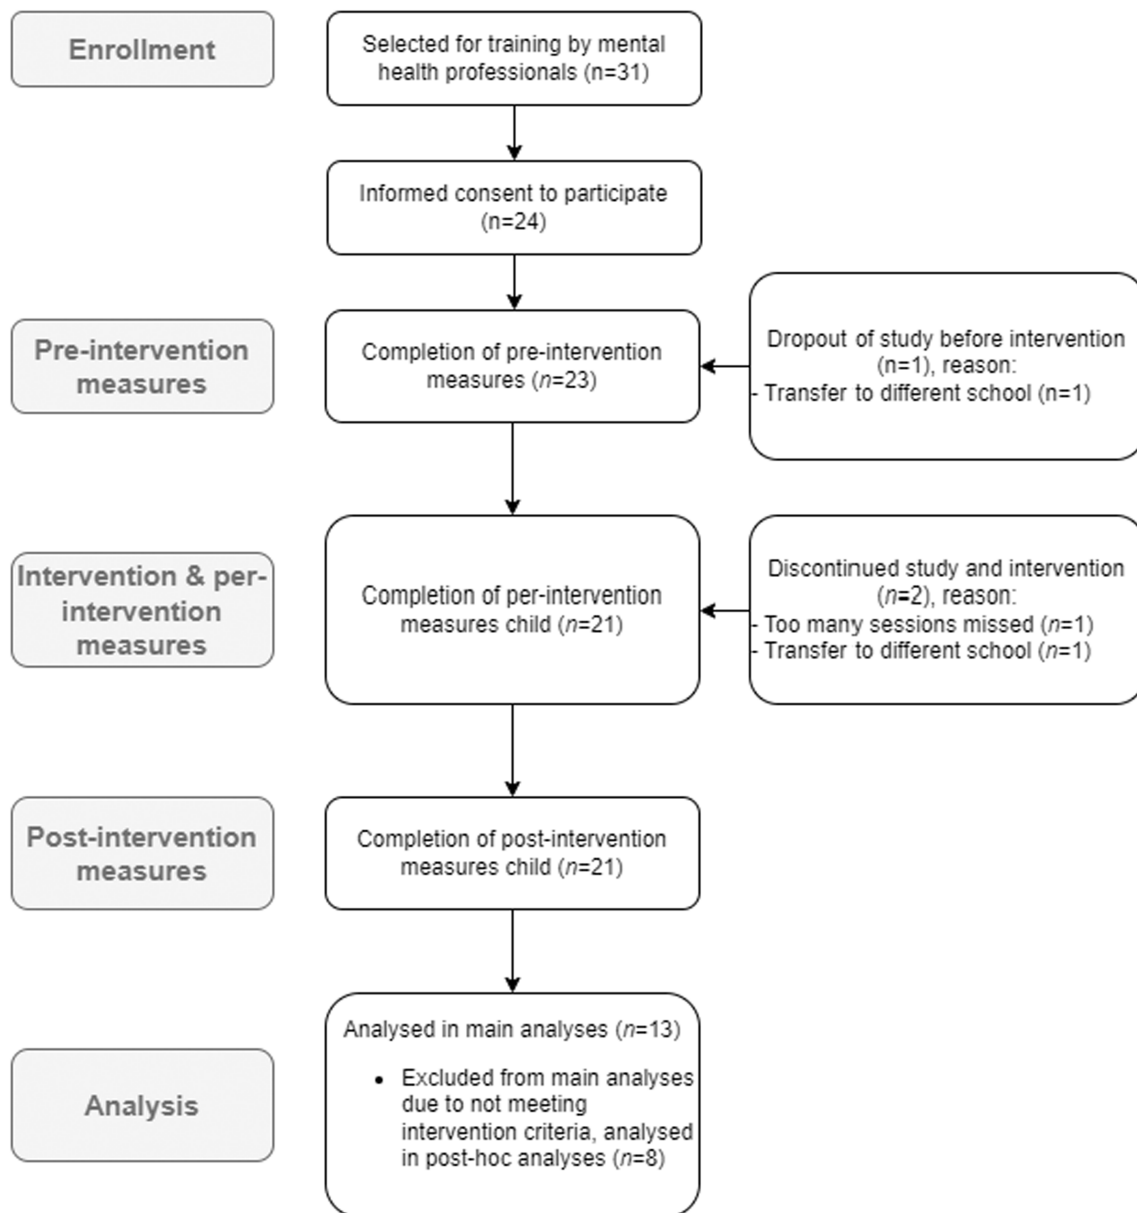 Enrollment
Selected for training by mental
health professionals (n=31)
Informed consent to participate
(n=24)
Pre-intervention
measures
Completion of pre-intervention
measures (n=23)
Dropout of study before intervention
(n=1), reason:
- Transfer to different school (n=1)
Intervention & per-
intervention
measures
Completion of per-intervention
measures child (n=21)
Discontinued study and intervention
(n=2), reason:
- Too many sessions missed (n=1)
- Transfer to different school (n=1)
Post-intervention
measures
Completion of post-intervention
measures child (n=21)
Analysis
Analysed in main analyses (n=13)
• Excluded from main analyses
due to not meeting
intervention criteria, analysed
in post-hoc analyses (n=8)